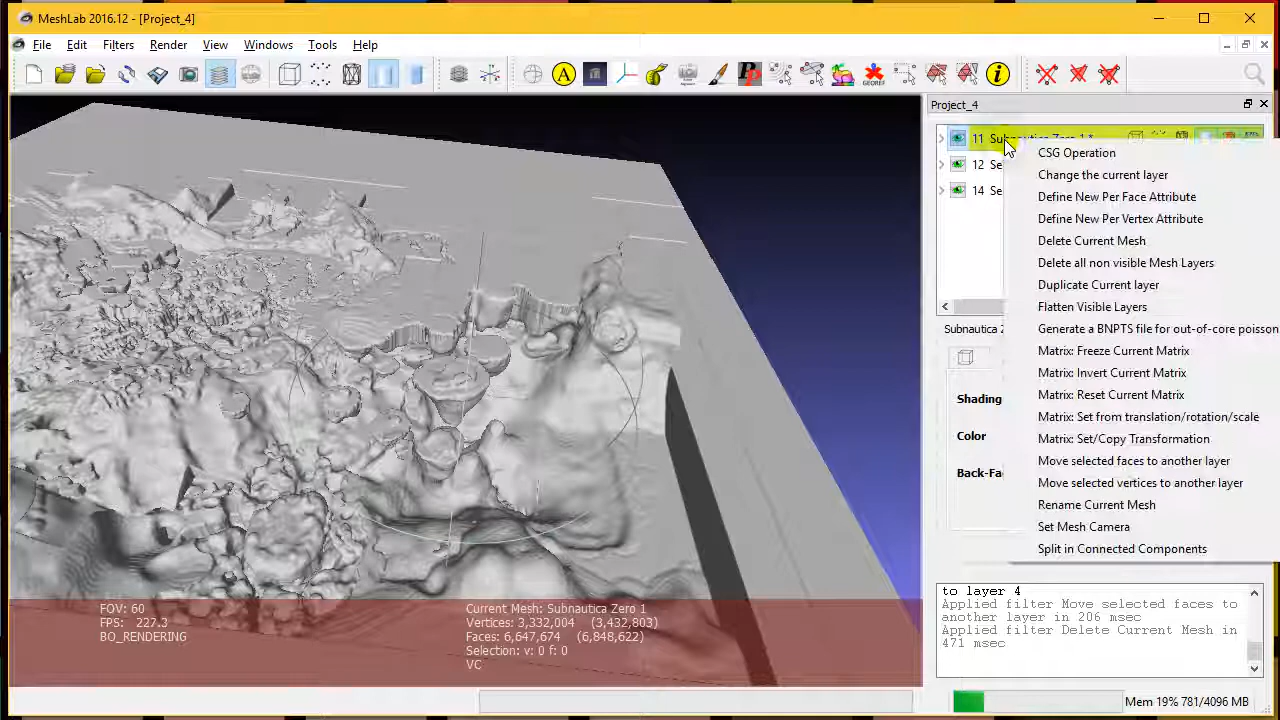 MeshLab 2016.12 - [Project_4]
File Edit Filters Render View Windows Tools Help
A
GEOREF
i
Project_4
11 Subnautica Zero 1 *
12 Se
14 Se
CSG Operation
Change the current layer
Define New Per Face Attribute
Define New Per Vertex Attribute
Delete Current Mesh
Delete all non visible Mesh Layers
Duplicate Current layer
Flatten Visible Layers
Generate a BNPTS file for out-of-core poisson
Matrix: Freeze Current Matrix
Matrix: Invert Current Matrix
Matrix: Reset Current Matrix
Matrix: Set from translation/rotation/scale
Matrix: Set/Copy Transformation
Move selected faces to another layer
Move selected vertices to another layer
Rename Current Mesh
Set Mesh Camera
Split in Connected Components
Subnautica Z
Shading
Color
Back-Fa
to layer 4
Applied filter Move selected faces to
another layer in 206 msec
Applied filter Delete Current Mesh in
471 msec
FOV: 60
FPS: 227.3
BO_RENDERING
Current Mesh: Subnautica Zero 1
Vertices: 3,332,004 (3,432,803)
Faces: 6,647,674 (6,848,622)
Selection: v: 0 f: 0
VC
Mem 19% 781/4096 MB